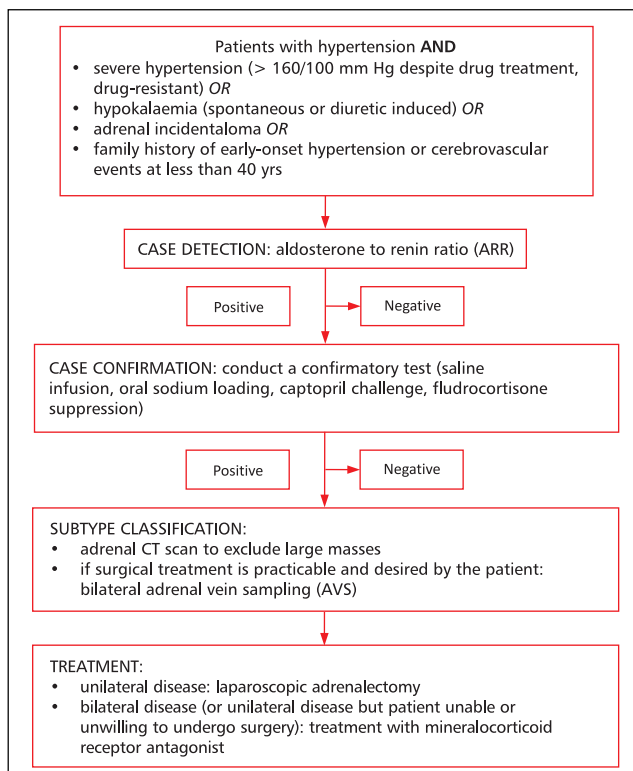 Patients with hypertension AND
• severe hypertension (> 160/100 mm Hg despite drug treatment,
drug-resistant) OR
• hypokalaemia (spontaneous or diuretic induced) OR
• adrenal incidentaloma OR
• family history of early-onset hypertension or cerebrovascular
events at less than 40 yrs
CASE DETECTION: aldosterone to renin ratio (ARR)
Positive
Negative
CASE CONFIRMATION: conduct a confirmatory test (saline
infusion, oral sodium loading, captopril challenge, fludrocortisone
suppression)
Positive
Negative
SUBTYPE CLASSIFICATION:
• adrenal CT scan to exclude large masses
• if surgical treatment is practicable and desired by the patient:
bilateral adrenal vein sampling (AVS)
TREATMENT:
• unilateral disease: laparoscopic adrenalectomy
• bilateral disease (or unilateral disease but patient unable or
unwilling to undergo surgery): treatment with mineralocorticoid
receptor antagonist